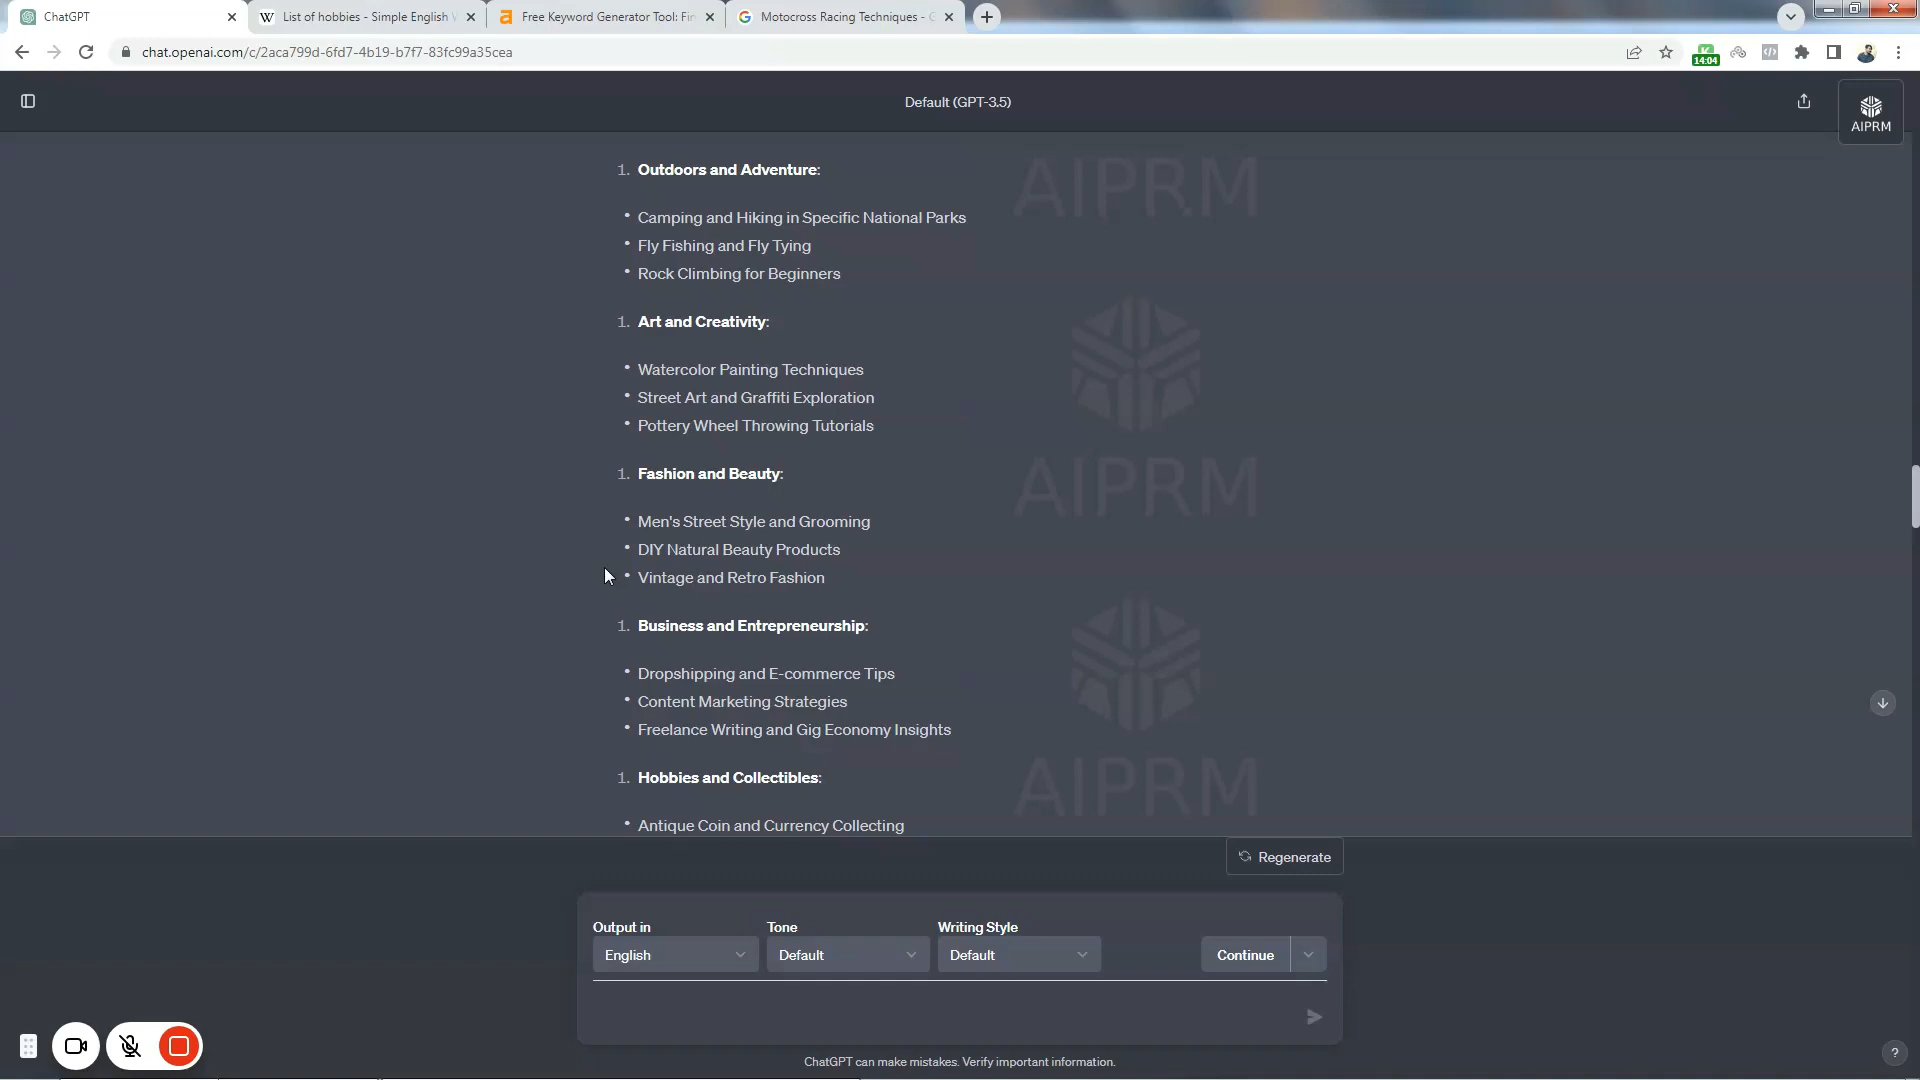 ChatGPT
List of hobbies - Simple English W
Free Keyword Generator Tool: Fin
Motocross Racing Techniques - G
chat.openai.com/c/2aca799d-6fd7-4b19-b7f7-83fc99a35cea
14:04
Default (GPT-3.5)
AIPRM
1. Outdoors and Adventure:
• Camping and Hiking in Specific National Parks
• Fly Fishing and Fly Tying
• Rock Climbing for Beginners
1. Art and Creativity:
• Watercolor Painting Techniques
• Street Art and Graffiti Exploration
• Pottery Wheel Throwing Tutorials
1. Fashion and Beauty:
• Men's Street Style and Grooming
• DIY Natural Beauty Products
• Vintage and Retro Fashion
1. Business and Entrepreneurship:
• Dropshipping and E-commerce Tips
• Content Marketing Strategies
• Freelance Writing and Gig Economy Insights
1. Hobbies and Collectibles:
• Antique Coin and Currency Collecting
AIPRM
AIPRM
AIPRM
Regenerate
Output in Tone Writing Style
English Default Default Continue
ChatGPT can make mistakes. Verify important information.
?